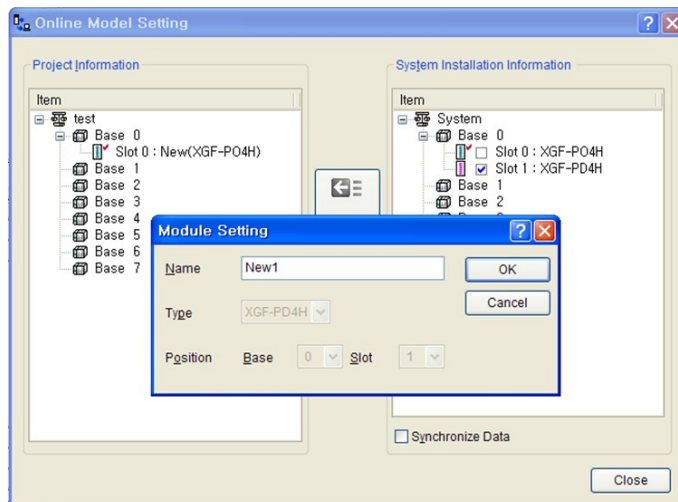 Online Model Setting
Project Information
Item
test
Base 0
Slot 0 : New(XGF-PO4H)
Base 1
Base 2
Base 3
Base 4
Base 5
Base 6
Base 7
System Installation Information
Item
System
Base 0
Slot 0 : XGF-PO4H
Slot 1 : XGF-PD4H
Base 1
Base 2
Module Setting
Name
New1
OK
Type
XGF-PD4H
Cancel
Position
Base
0
Slot
1
Synchronize Data
Close